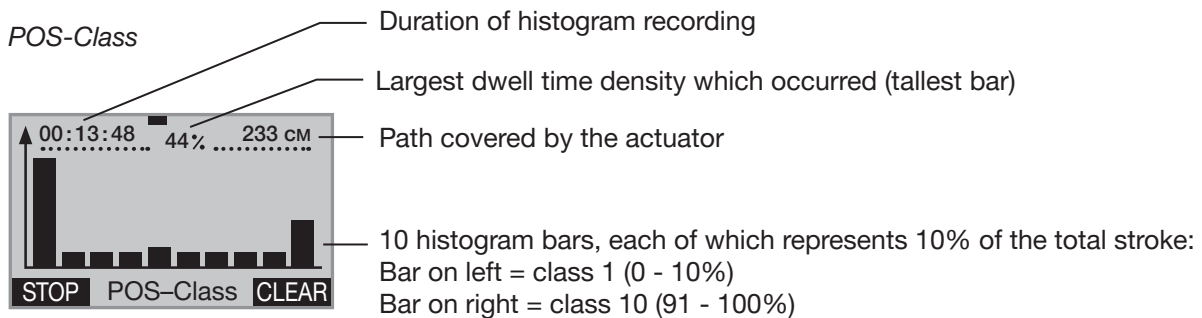 POS-Class
Duration of histogram recording
Largest dwell time density which occurred (tallest bar)
00:13:48 44% 233 CM
Path covered by the actuator
10 histogram bars, each of which represents 10% of the total stroke:
Bar on left = class 1 (0 - 10%)
Bar on right = class 10 (91 - 100%)
STOP POS–Class CLEAR